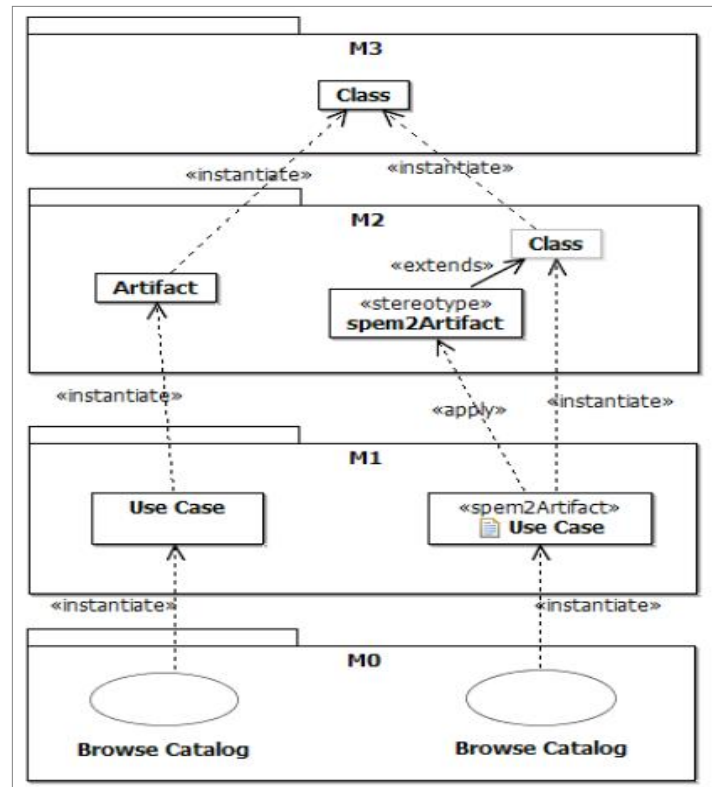 M3
Class
«instantiate» «instantiate»
M2
Class
«extends»
Artifact
«stereotype»
spem2Artifact
«instantiate»
«apply» «instantiate»
M1
Use Case
«spem2Artifact»
Use Case
«instantiate» «instantiate»
M0
Browse Catalog Browse Catalog